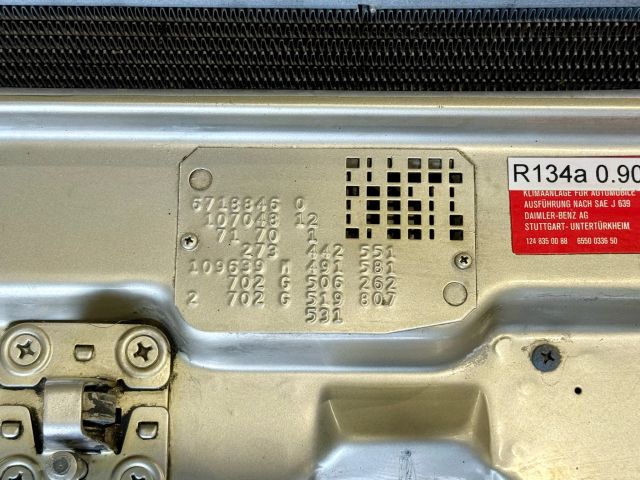 6718846 0
107048 12
71 70 1
273 442 551
109699 M 491 581
702 G 506 262
2 702 G 519 807
531
R134a 0.90
KLIMAANLAGE FÜR AUTOMOBILE
AUSFÜHRUNG NACH SAE J 639
DAIMLER-BENZ AG
STUTTGART- UNTERTÜRKHEIM
124 835 00 88 6550 0336 50